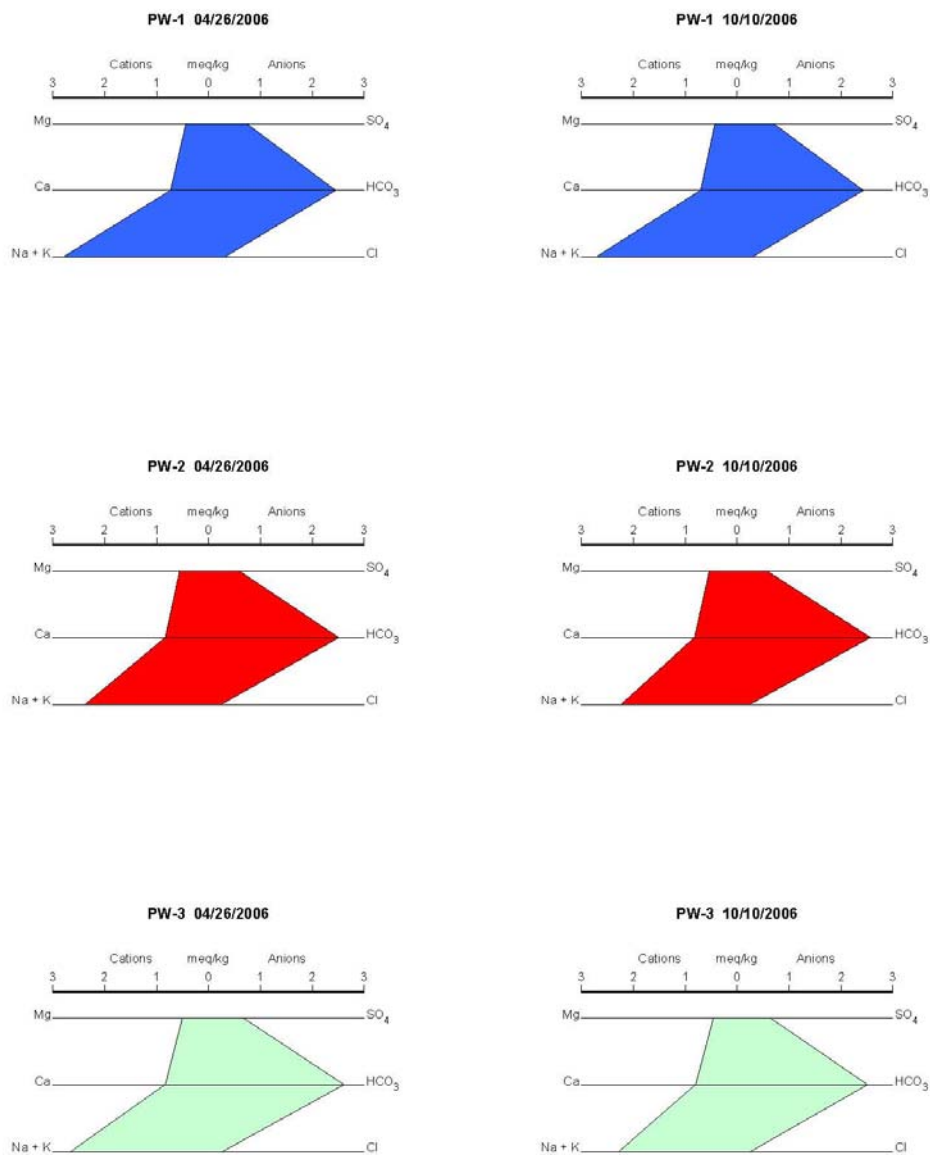 PW-1 04/26/2006
Cations meq/kg Anions
3 2 1 0 1 2 3
Mg SO4
Ca HCO3
Na + K Cl
PW-1 10/10/2006
Cations meq/kg Anions
3 2 1 0 1 2 3
Mg SO4
Ca HCO3
Na + K Cl
PW-2 04/26/2006
Cations meq/kg Anions
3 2 1 0 1 2 3
Mg SO4
Ca HCO3
Na + K Cl
PW-2 10/10/2006
Cations meq/kg Anions
3 2 1 0 1 2 3
Mg SO4
Ca HCO3
Na + K Cl
PW-3 04/26/2006
Cations meq/kg Anions
3 2 1 0 1 2 3
Mg SO4
Ca HCO3
Na + K Cl
PW-3 10/10/2006
Cations meq/kg Anions
3 2 1 0 1 2 3
Mg SO4
Ca HCO3
Na + K Cl